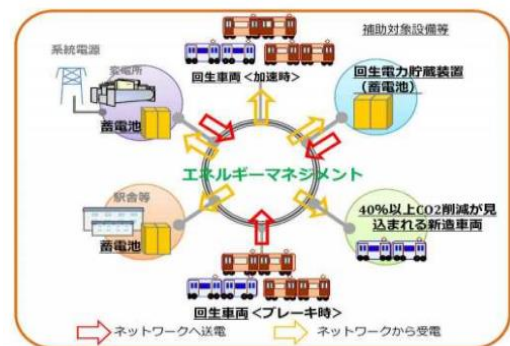 補助対象設備等
系統電源
変電所
蓄電池
回生車両<加速時>
回生電力貯蔵装置
(蓄電池)
エネルギーマネジメント
駅舎等
蓄電池
40%以上CO2削減が見
込まれる新造車両
回生車両<ブレーキ時>
ネットワークへ送電
ネットワークから受電